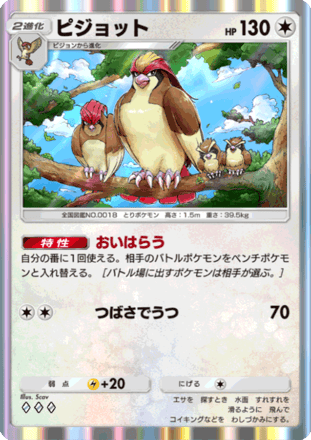 2進化 ピジョット HP 130
ピジョンから進化
全国図鑑NO.0018 とりポケモン 高さ：1.5m 重さ：39.5kg
特性 おいはらう
自分の番に1回使える。相手のバトルポケモンをベンチポケモ
ンと入れ替える。［バトル場に出すポケモンは相手が選ぶ。］
つばさでうつ 70
弱点 +20 にげる
Illus. Scav
エサを 探すとき 水面 すれすれを
滑るように 飛んで
コイキングなどを わしづかみにする。